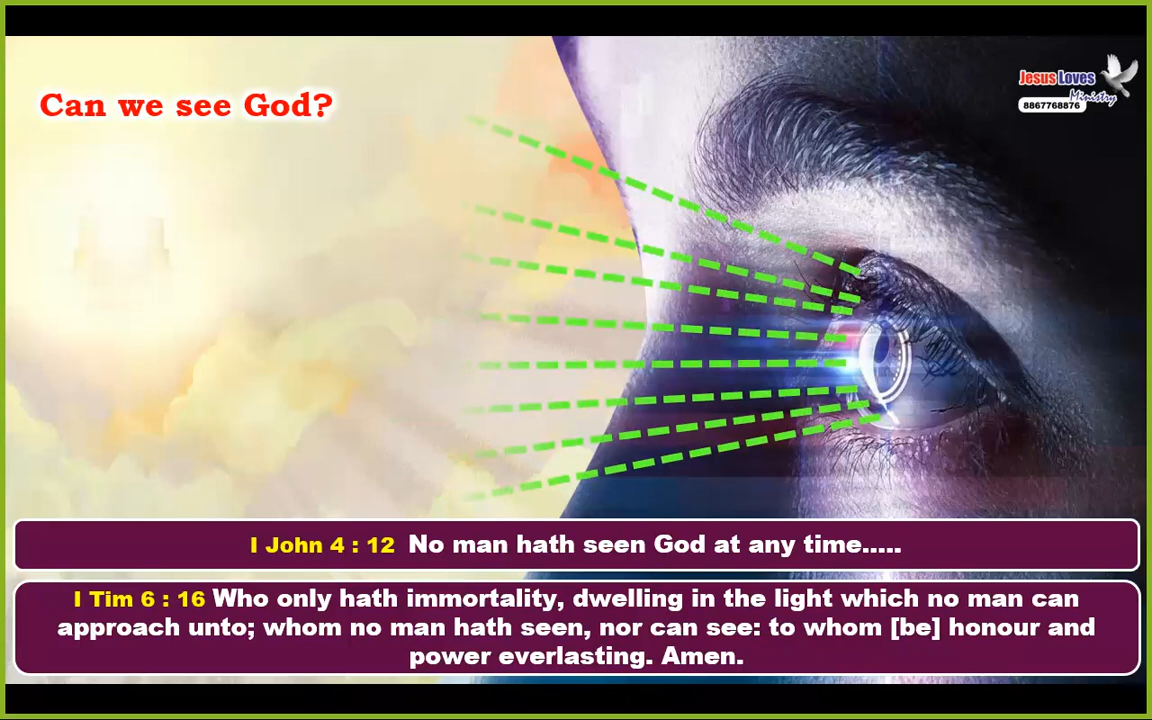 Can we see God?
Jesus Loves
Ministry
8867768876
I John 4 : 12 No man hath seen God at any time.....
I Tim 6 : 16 Who only hath immortality, dwelling in the light which no man can
approach unto; whom no man hath seen, nor can see: to whom [be] honour and
power everlasting. Amen.